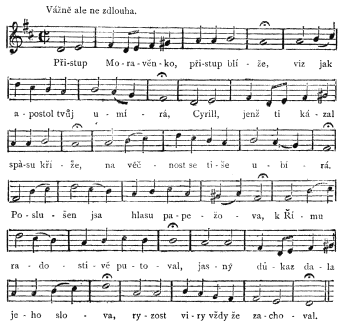 Vážně ale ne zdlouha.
Při-stup Mo-ra-věn-ko, při-stup blí-že, viz jak
a-postol tvůj u-mí-rá, Cyrill, jenž ti ká-zal
spá-su kří-že, na věč-nost se ti-še u-bí-rá.
Po-slu-šen jsa hlasu pa-pe-žo-va, k Ří-mu
ra-do-sti-vě pu-to-val, jas-ný dů-kaz da-la
je-ho slo-va, ry-zost ví-ry vždy že za-cho-val.